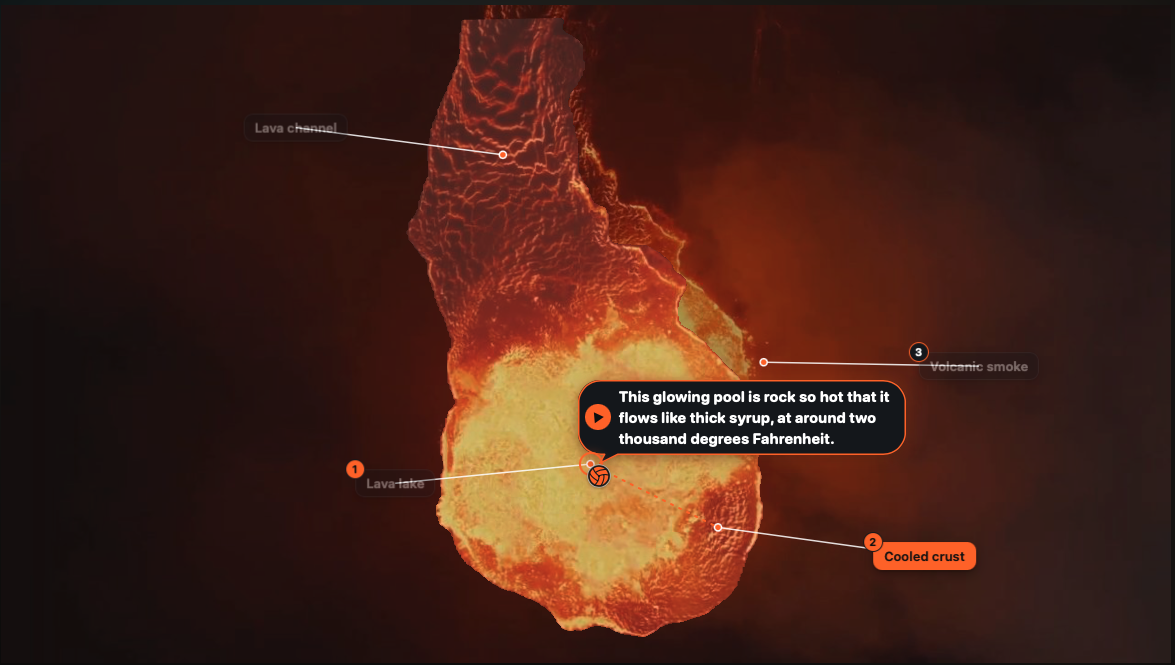 Lava channel
3
Volcanic smoke
This glowing pool is rock so hot that it
flows like thick syrup, at around two
thousand degrees Fahrenheit.
1
Lava lake
2
Cooled crust